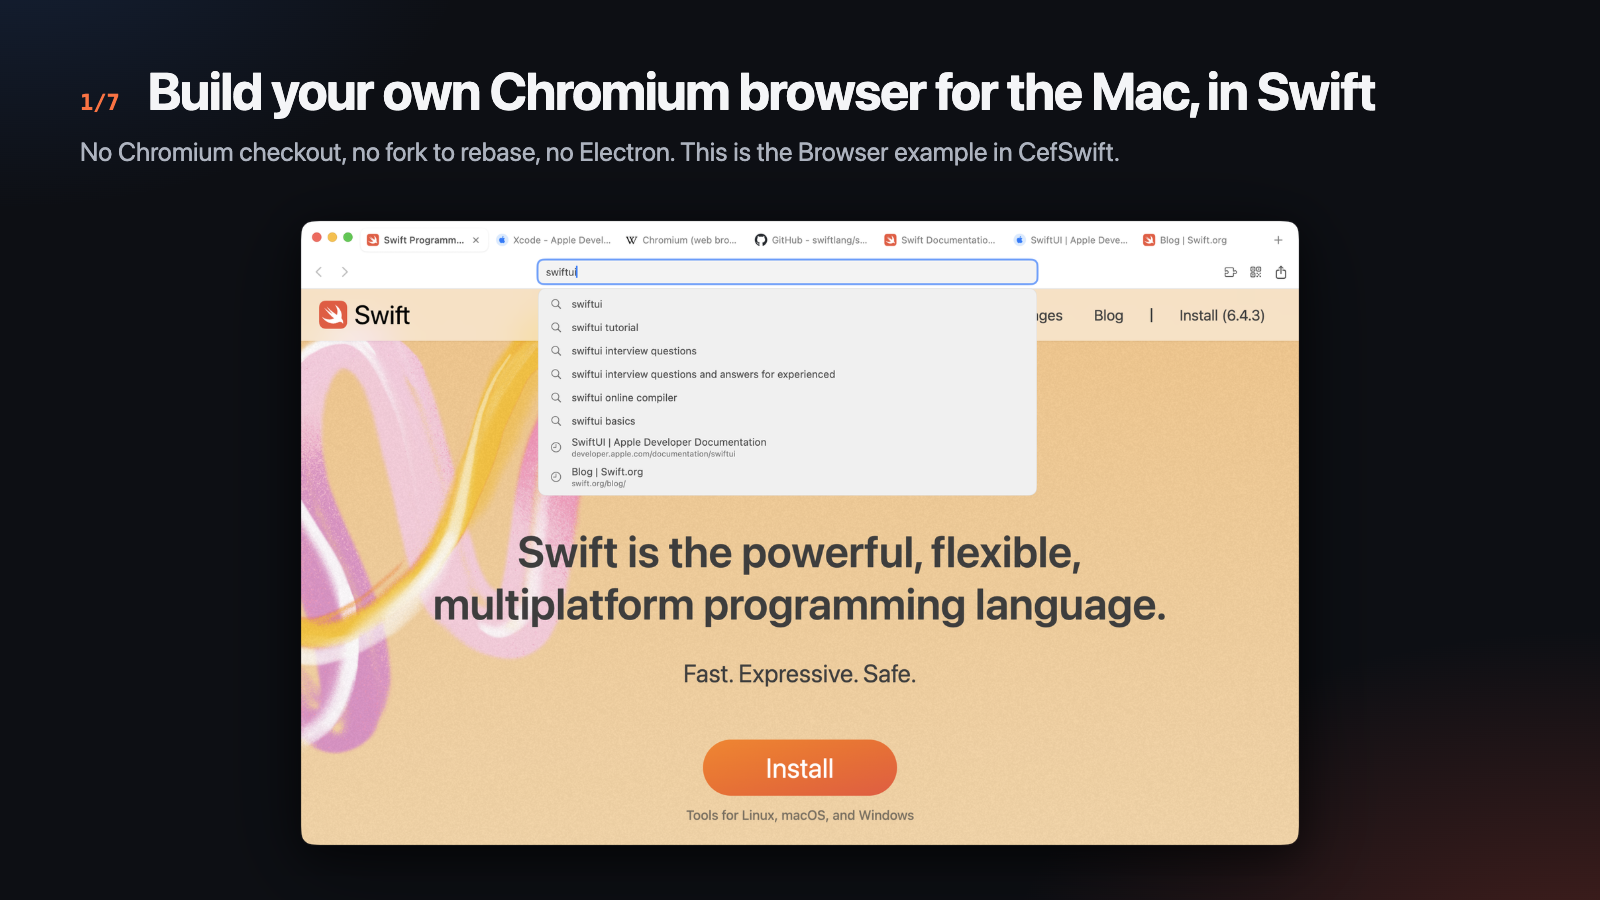 1/7 Build your own Chromium browser for the Mac, in Swift
No Chromium checkout, no fork to rebase, no Electron. This is the Browser example in CefSwift.
Swift Programm... Xcode - Apple Devel... Chromium (web bro... GitHub - swiftlang/s... Swift Documentatio... SwiftUI | Apple Deve... Blog | Swift.org
swiftui
Swift
ges Blog | Install (6.4.3)
swiftui
swiftui tutorial
swiftui interview questions
swiftui interview questions and answers for experienced
swiftui online compiler
swiftui basics
SwiftUI | Apple Developer Documentation
developer.apple.com/documentation/swiftui
Blog | Swift.org
swift.org/blog/
Swift is the powerful, flexible,
multiplatform programming language.
Fast. Expressive. Safe.
Install
Tools for Linux, macOS, and Windows